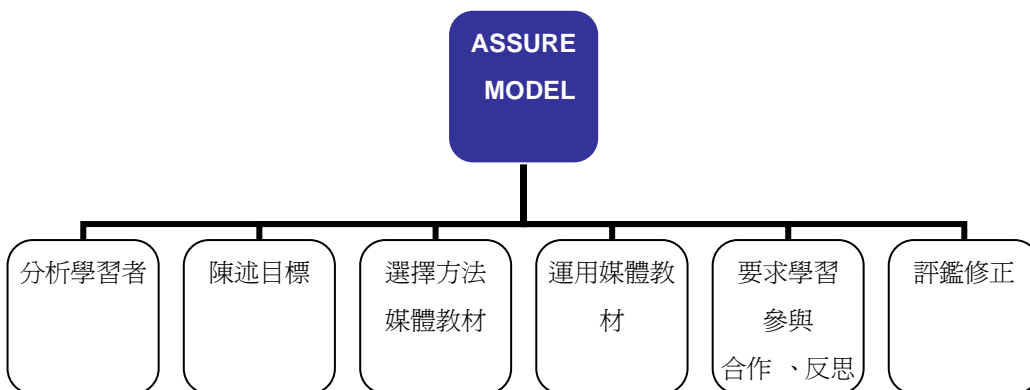 ASSURE
MODEL
分析學習者
陳述目標
選擇方法
媒體教材
運用媒體教
材
要求學習
參與
合作 、反思
評鑑修正